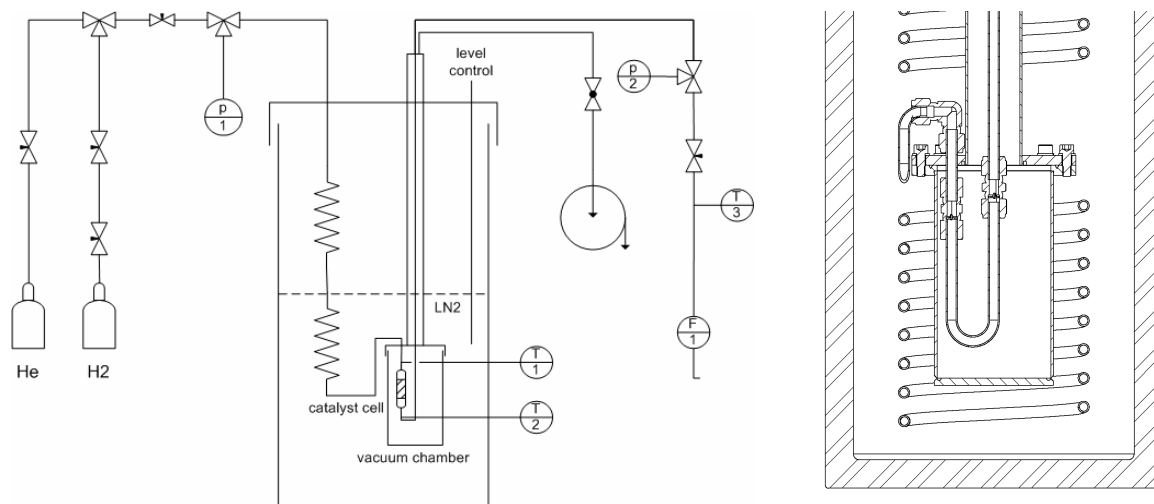 level
control
p
1
p
2
T
3
LN2
F
1
He
H2
T
1
catalyst cell
T
2
vacuum chamber